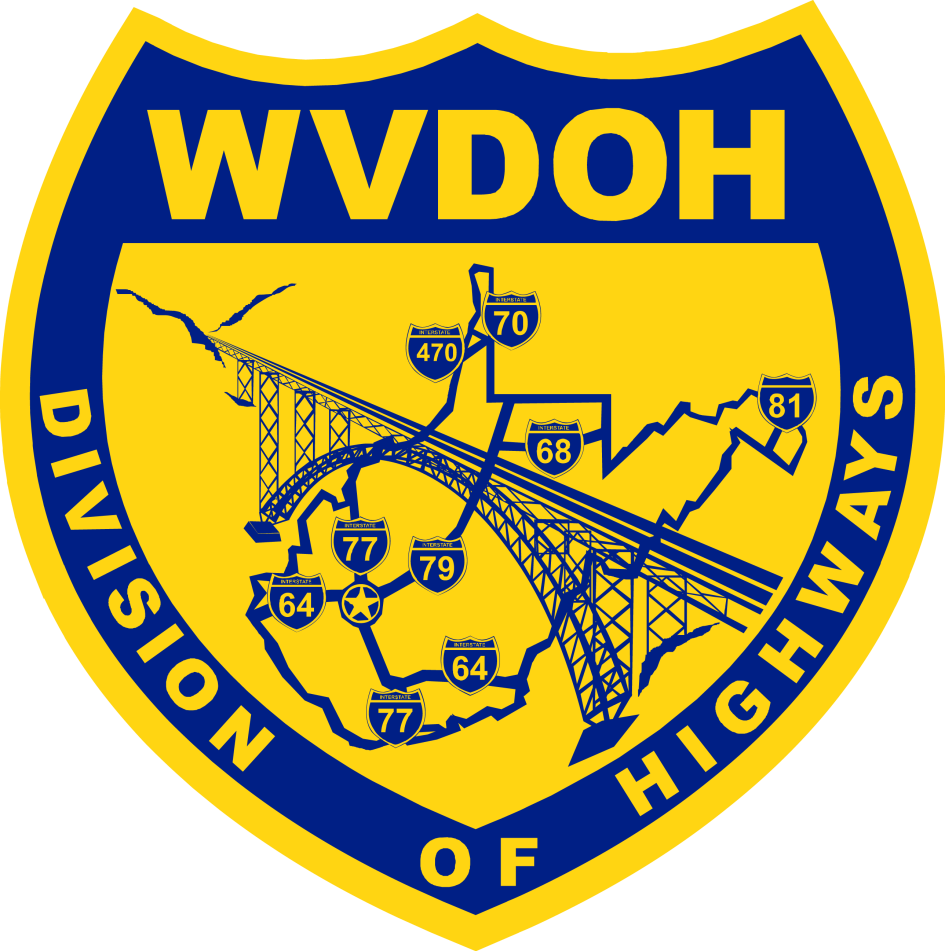 WVDOH
INTERSTATE
70
INTERSTATE
470
INTERSTATE
81
INTERSTATE
68
INTERSTATE
77
INTERSTATE
79
INTERSTATE
64
INTERSTATE
64
INTERSTATE
77
DIVISION
OF
HIGHWAYS